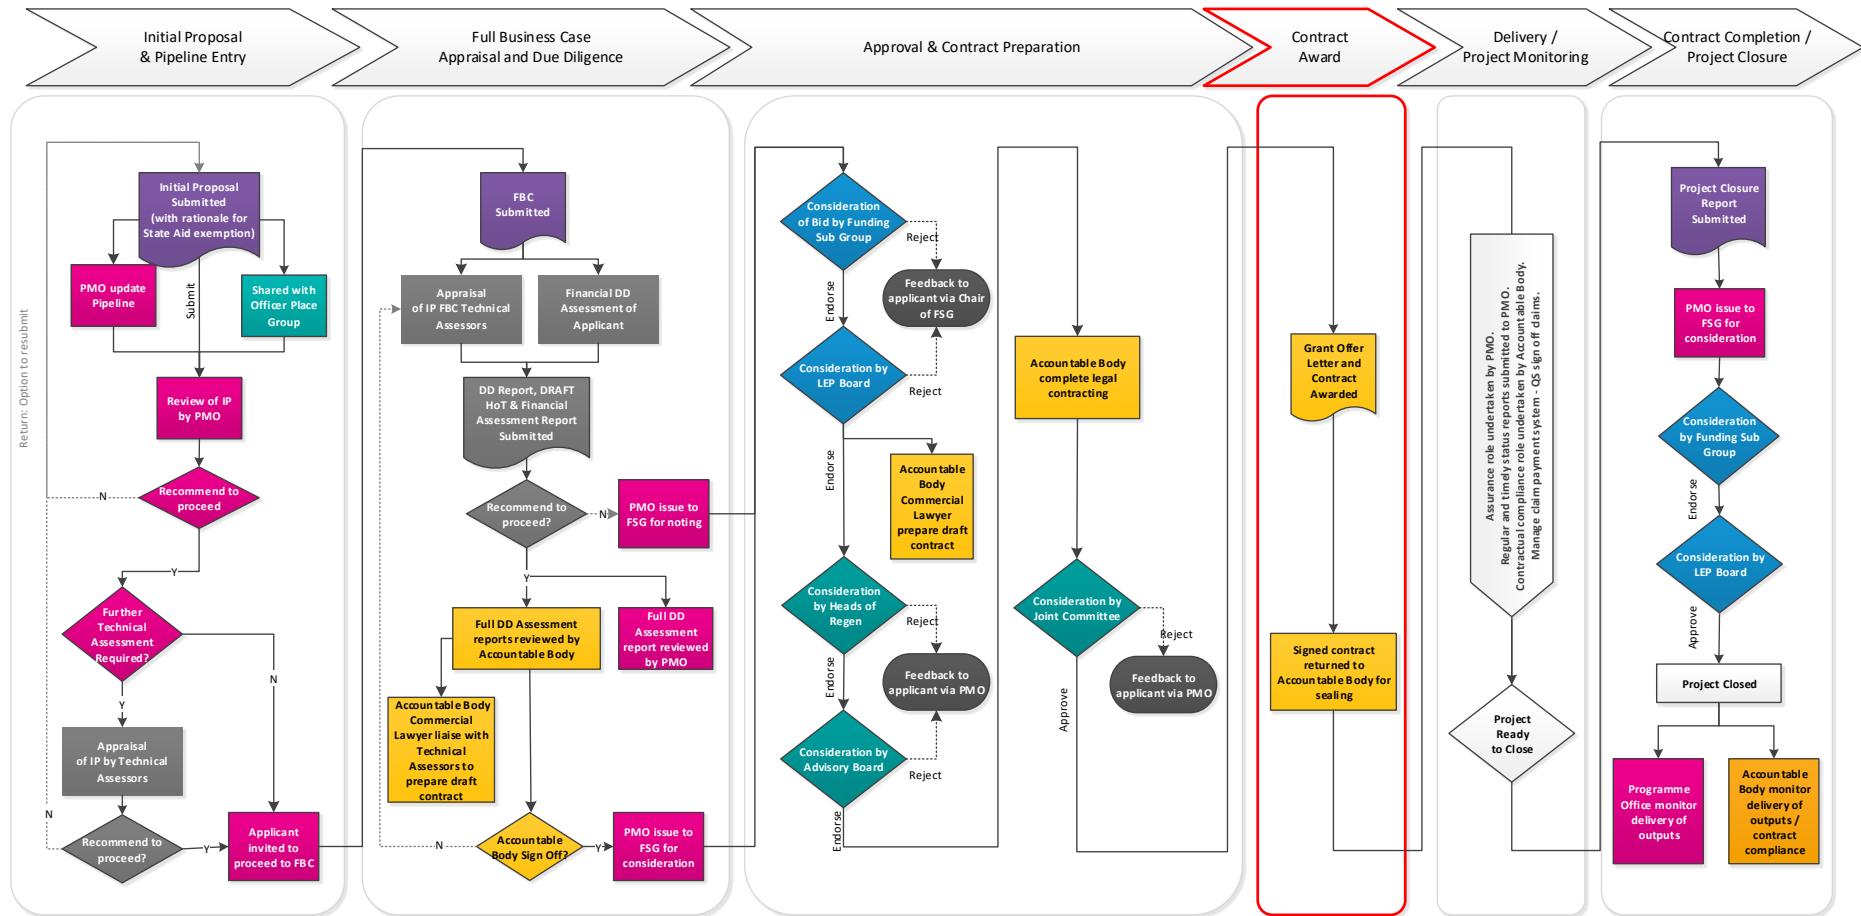 Initial Proposal
& Pipeline Entry
Full Business Case
Appraisal and Due Diligence
Approval & Contract Preparation
Contract
Award
Delivery /
Project Monitoring
Contract Completion /
Project Closure
Return: Option to resubmit
Initial Proposal
Submitted
(with rationale for
State Aid exemption)
PMO update
Pipeline
Submit
Shared with
Officer Place
Group
Review of IP
by PMO
Recommend to
proceed
N
Y
Further
Technical
Assessment
Required?
N
Y
Appraisal
of IP by Technical
Assessors
N
Recommend to
proceed?
Y
Applicant
invited to
proceed to FBC
FBC
Submitted
Appraisal
of IP FBC Technical
Assessors
Financial DD
Assessment of
Applicant
DD Report, DRAFT
HoT & Financial
Assessment Report
Submitted
Recommend to
proceed?
N
PMO issue to
FSG for noting
Y
Full DD Assessment
reports reviewed by
Accountable Body
Full DD
Assessment
report reviewed
by PMO
Accountable Body
Commercial
Lawyer liaise with
Technical
Assessors to
prepare draft
contract
N
Accountable
Body Sign Off?
Y
PMO issue to
FSG for
consideration
Consideration
of Bid by Funding
Sub Group
Reject
Endorse
Feedback to
applicant via Chair
of FSG
Consideration by
LEP Board
Reject
Endorse
Accountable
Body
Commercial
Lawyer
prepare draft
contract
Consideration
by Heads of
Regen
Reject
Endorse
Feedback to
applicant via PMO
Consideration by
Advisory Board
Reject
Endorse
Accountable Body
complete legal
contracting
Consideration by
Joint Committee
Reject
Approve
Feedback to
applicant via PMO
Grant Offer
Letter and
Contract
Awarded
Signed contract
returned to
Accountable Body for
sealing
Assurance role undertaken by PMO.
Regular and timely status reports submitted to PMO.
Contractual compliance role undertaken by Accountable Body.
Manage claim payment system - QS sign off claims.
Project
Ready
to Close
Project Closure
Report
Submitted
PMO issue to
FSG for
consideration
Consideration
by Funding Sub
Group
Endorse
Consideration by
LEP Board
Approve
Project Closed
Programme
Office monitor
delivery of
outputs
Accountable
Body monitor
delivery of
outputs /
contract
compliance